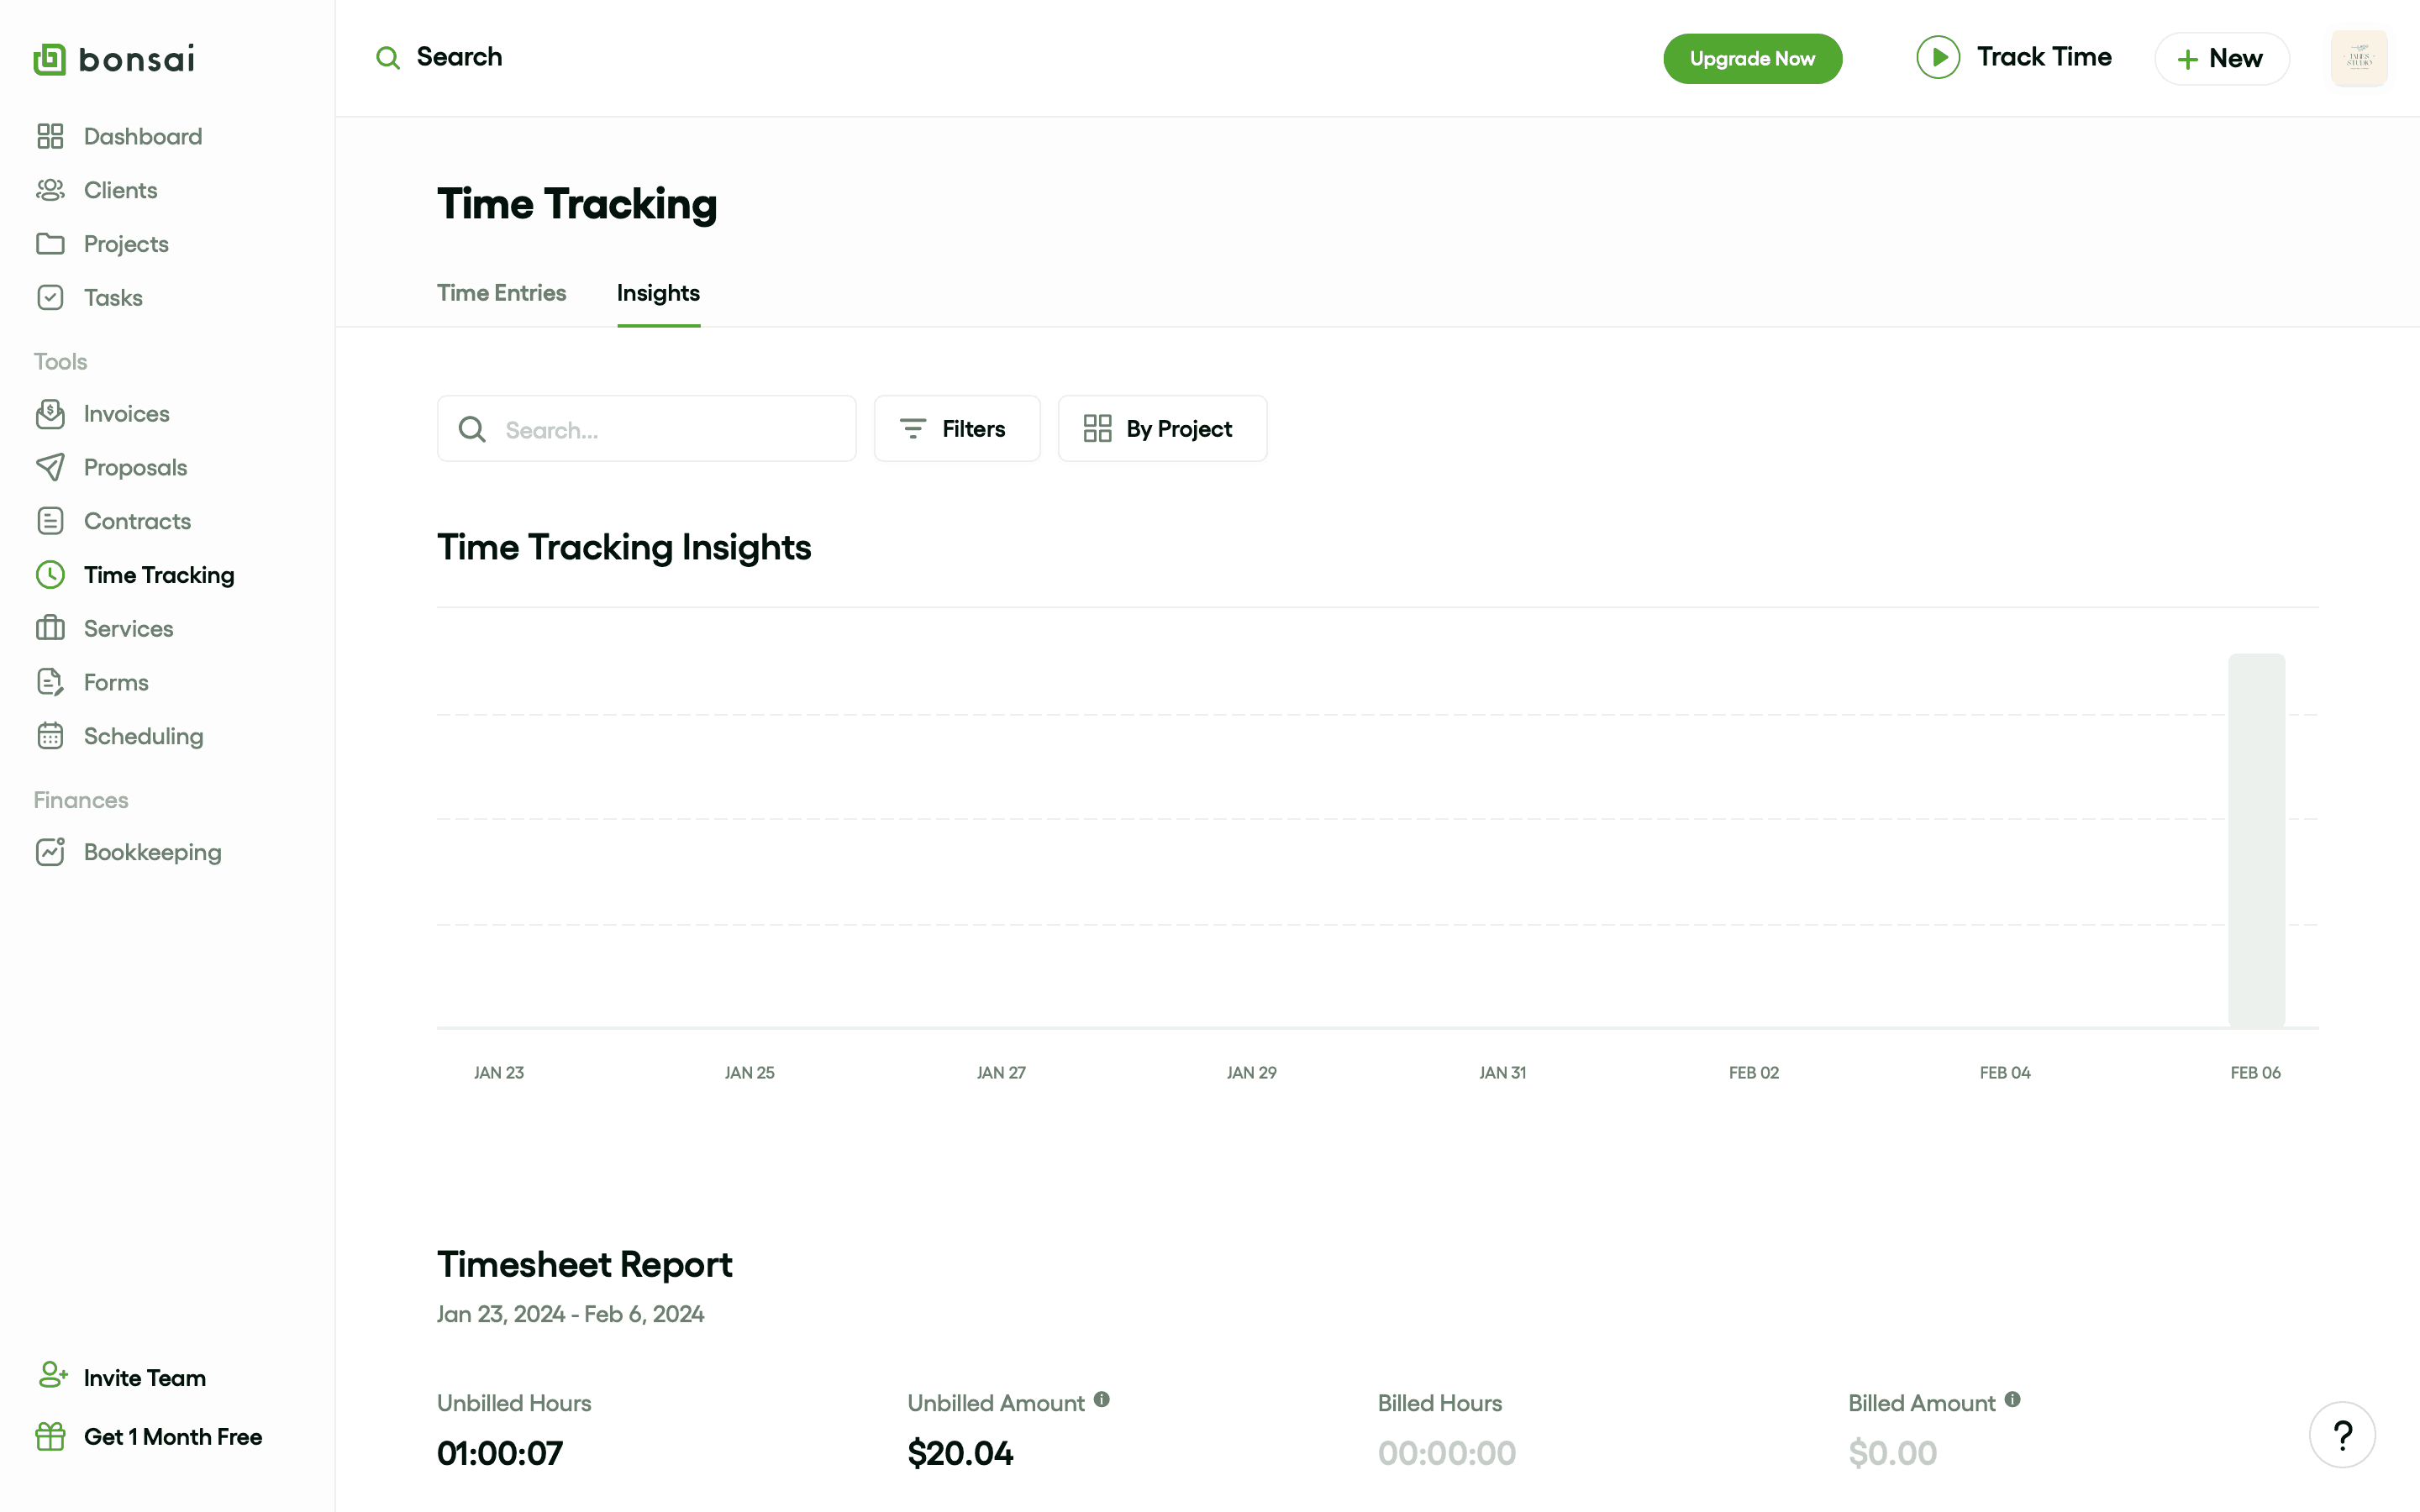 bonsai
Search
Upgrade Now
Track Time
New
Dashboard
Clients
Projects
Tasks
Tools
Invoices
Proposals
Contracts
Time Tracking
Services
Forms
Scheduling
Finances
Bookkeeping
Invite Team
Get 1 Month Free
Time Tracking
Time Entries
Insights
Search...
Filters
By Project
Time Tracking Insights
JAN 23 JAN 25 JAN 27 JAN 29 JAN 31 FEB 02 FEB 04 FEB 06
Timesheet Report
Jan 23, 2024 - Feb 6, 2024
Unbilled Hours
01:00:07
Unbilled Amount
$20.04
Billed Hours
00:00:00
Billed Amount
$0.00
?